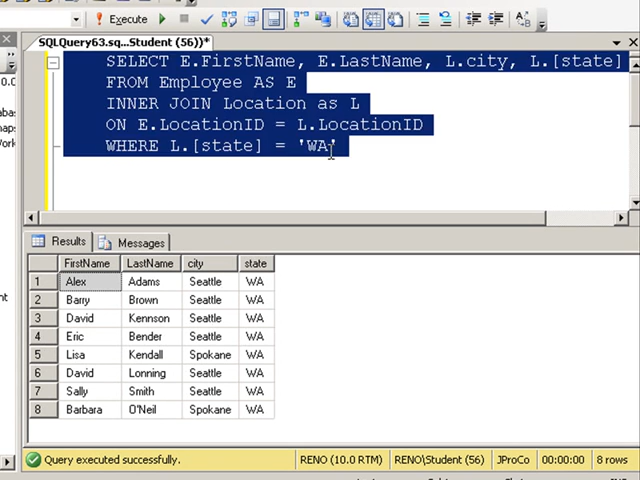 Execute
SQLQuery63.sq...Student (56))*
SELECT E.FirstName, E.LastName, L.city, L.[state]
FROM Employee AS E
INNER JOIN Location as L
ON E.LocationID = L.LocationID
WHERE L.[state] = 'WA'
Results Messages
FirstName LastName city state
1 Alex Adams Seattle WA
2 Barry Brown Seattle WA
3 David Kennson Seattle WA
4 Eric Bender Seattle WA
5 Lisa Kendall Spokane WA
6 David Lonning Seattle WA
7 Sally Smith Seattle WA
8 Barbara O'Neil Spokane WA
Query executed successfully. RENO (10.0 RTM) RENO\Student (56) JProCo 00:00:00 8 rows